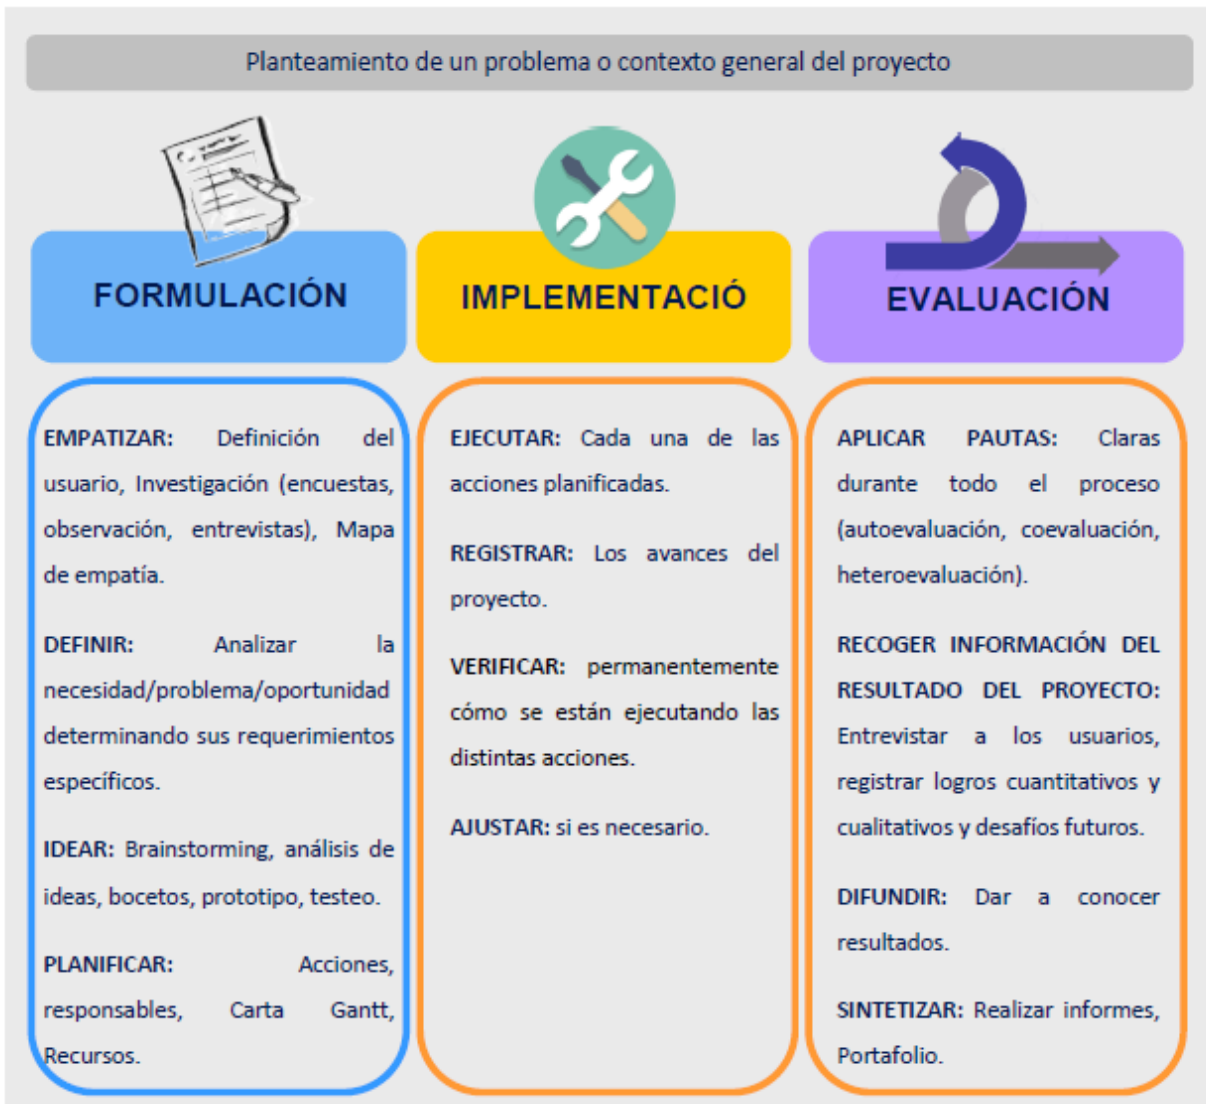 Planteamiento de un problema o contexto general del proyecto
FORMULACIÓN
EMPATIZAR: Definición del
usuario, Investigación (encuestas,
observación, entrevistas), Mapa
de empatía.
DEFINIR: Analizar la
necesidad/problema/oportunidad
determinando sus requerimientos
específicos.
IDEAR: Brainstorming, análisis de
ideas, bocetos, prototipo, testeo.
PLANIFICAR: Acciones,
responsables, Carta Gantt,
Recursos.
IMPLEMENTACIÓ
EJECUTAR: Cada una de las
acciones planificadas.
REGISTRAR: Los avances del
proyecto.
VERIFICAR: permanentemente
cómo se están ejecutando las
distintas acciones.
AJUSTAR: si es necesario.
EVALUACIÓN
APLICAR PAUTAS: Claras
durante todo el proceso
(autoevaluación, coevaluación,
heteroevaluación).
RECOGER INFORMACIÓN DEL
RESULTADO DEL PROYECTO:
Entrevistar a los usuarios,
registrar logros cuantitativos y
cualitativos y desafíos futuros.
DIFUNDIR: Dar a conocer
resultados.
SINTETIZAR: Realizar informes,
Portafolio.